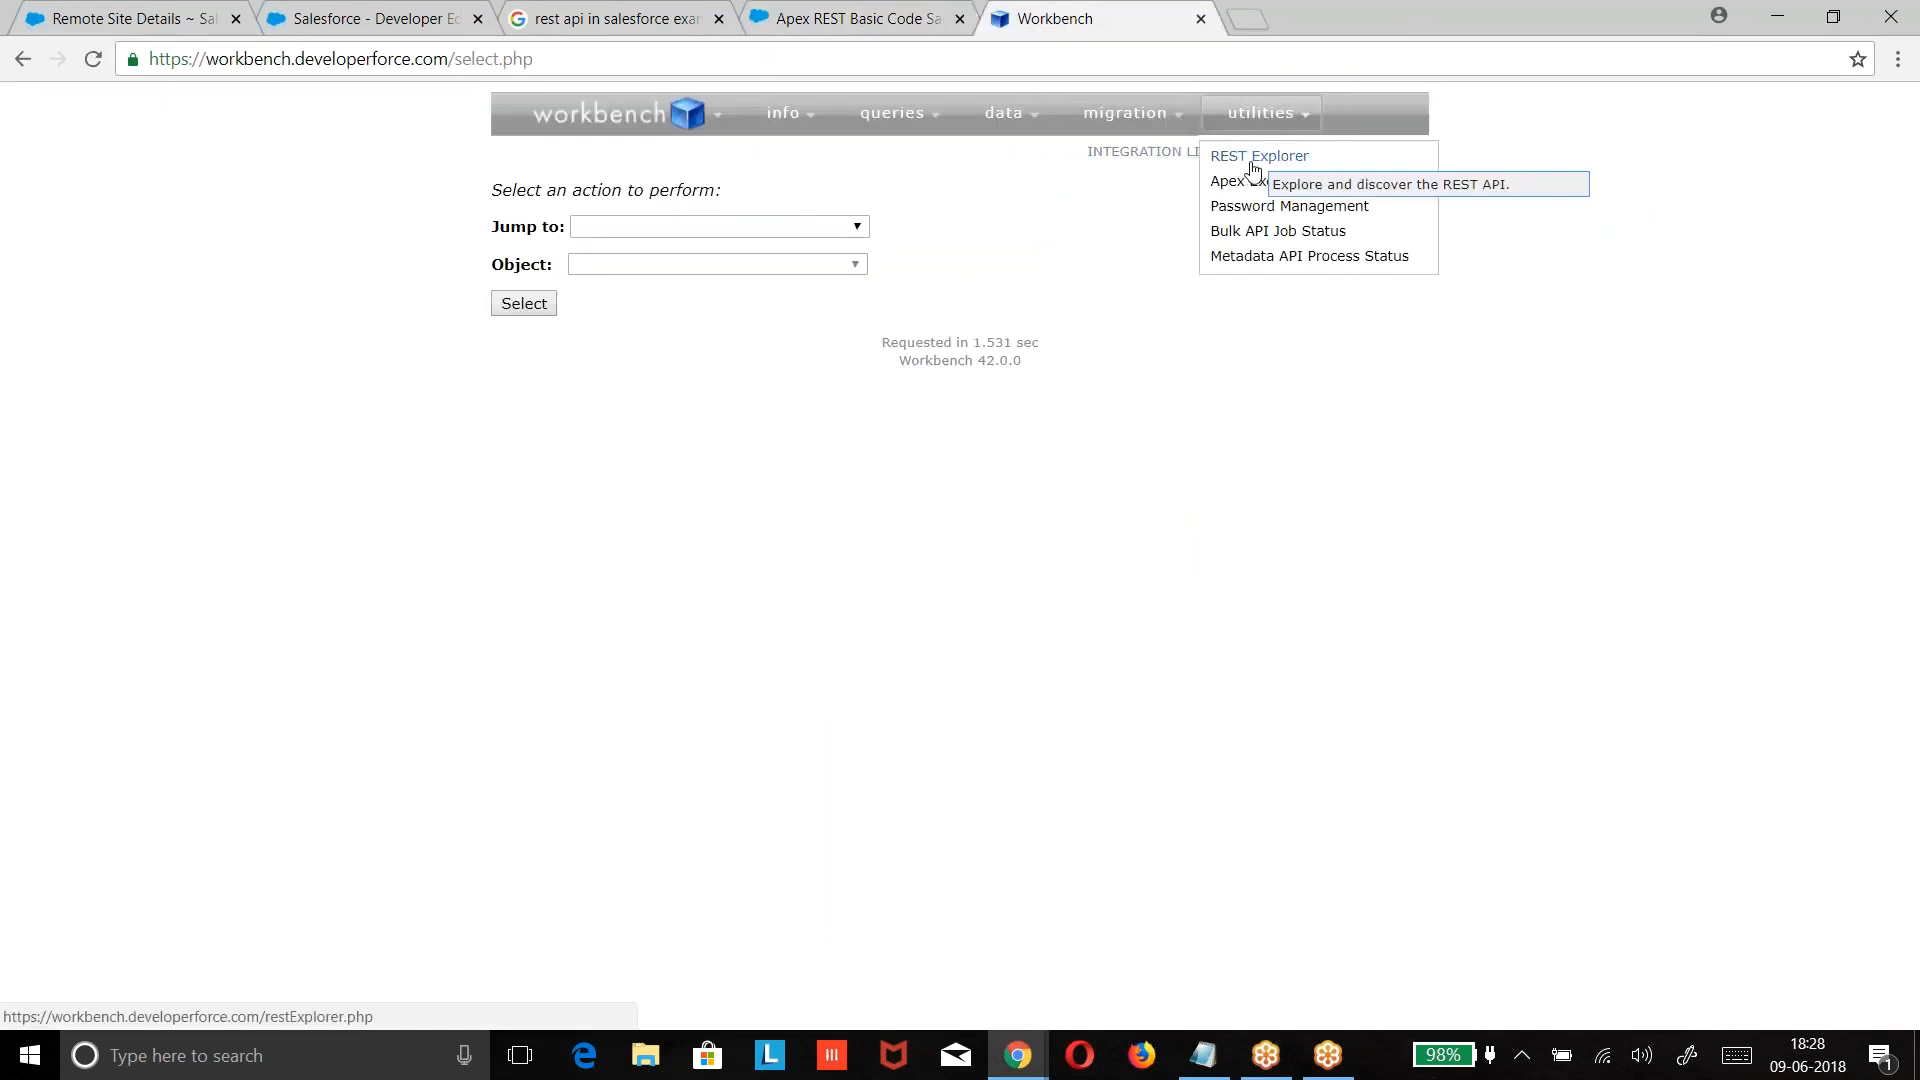 Remote Site Details ~ Sal
Salesforce - Developer Ec
rest api in salesforce exam
Apex REST Basic Code Sa
Workbench
https://workbench.developerforce.com/select.php
workbench
info
queries
data
migration
utilities
INTEGRATION LI
REST Explorer
Apex Exe
Explore and discover the REST API.
Password Management
Bulk API Job Status
Metadata API Process Status
Select an action to perform:
Jump to:
Object:
Select
Requested in 1.531 sec
Workbench 42.0.0
https://workbench.developerforce.com/restExplorer.php
Type here to search
98%
18:28
09-06-2018
1